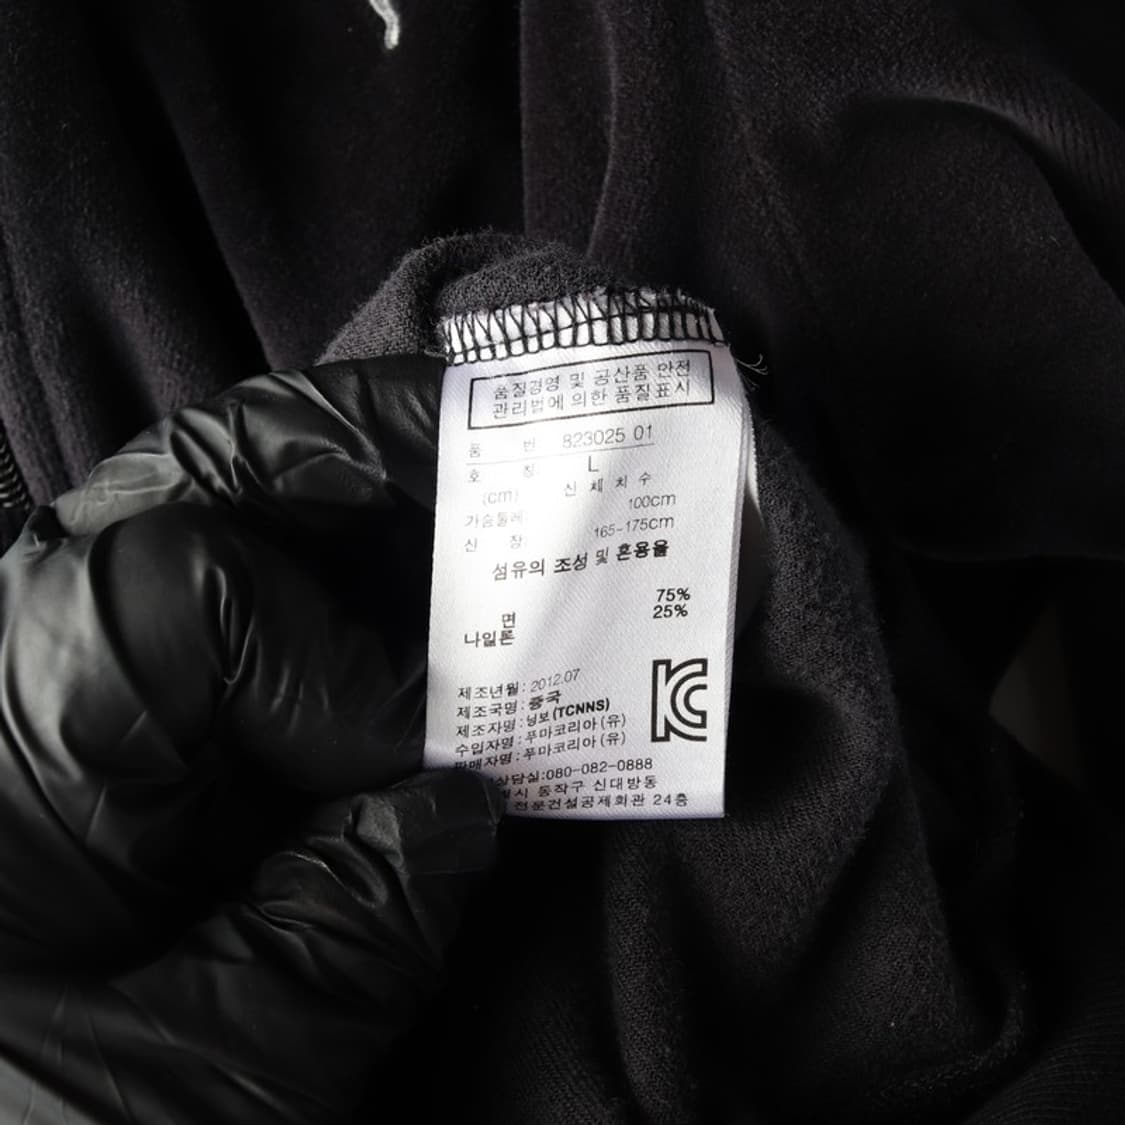 품질경영 및 공산품 안전
관리법에 의한 품질표시
품 번 823025 01
호 칭 L
(cm) 신 체 치 수
가슴둘레 100cm
신 장: 165-175cm
섬유의 조성 및 혼용율
75%
면 25%
나일론
제조년월: 2012.07
제조국명: 중국
제조자명: 닝보(TCNNS)
수입자명: 푸마코리아(유)
판매자명: 푸마코리아(유)
상담실:080-082-0888
시 동작구 신대방동
전문건설공제회관 24층